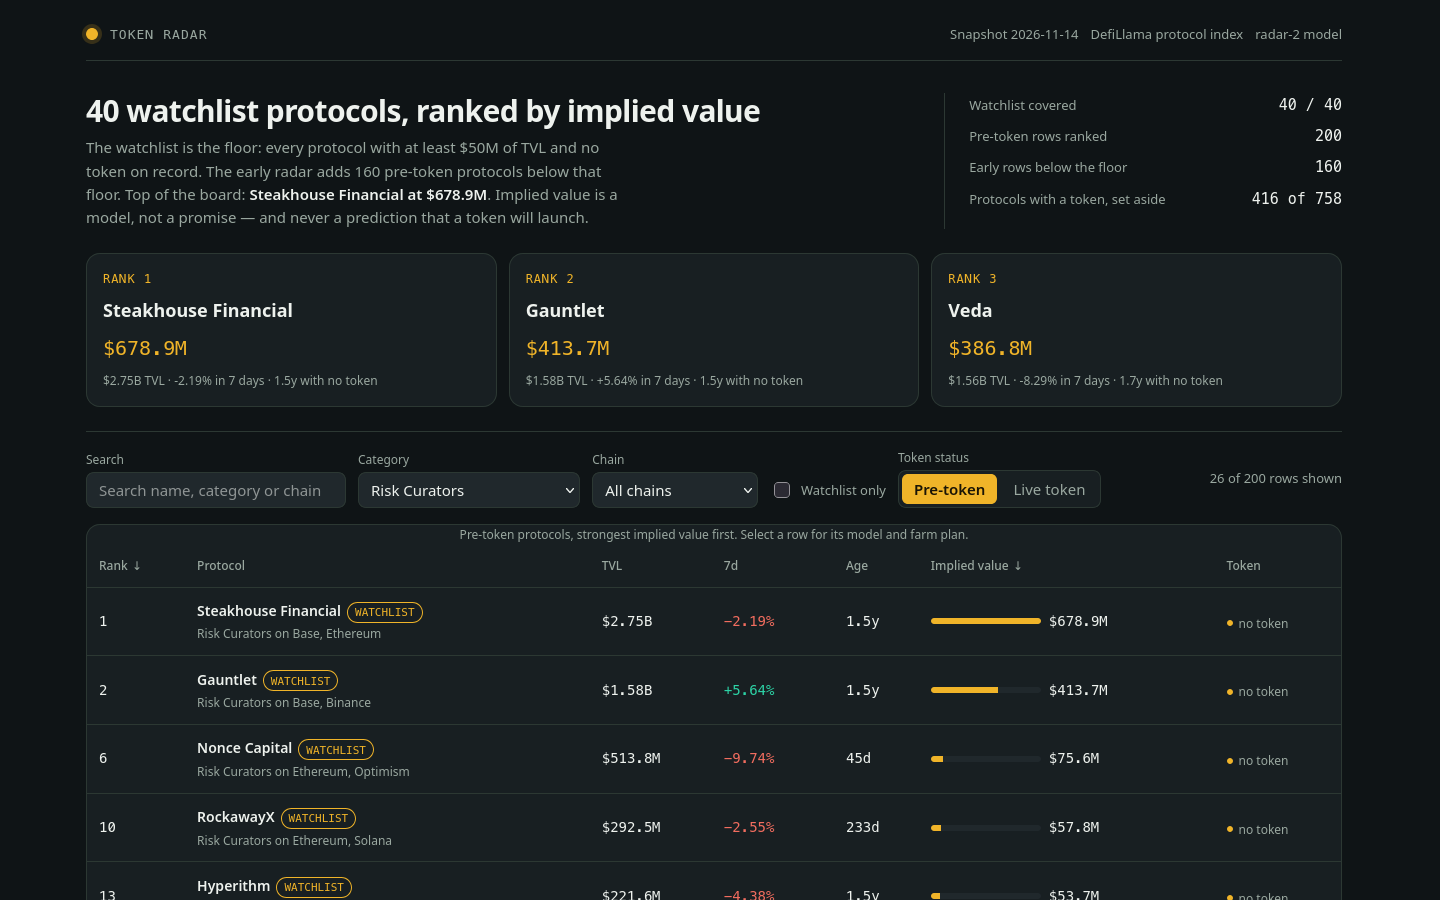 TOKEN RADAR
Snapshot 2026-11-14 DefiLlama protocol index radar-2 model
40 watchlist protocols, ranked by implied value
The watchlist is the floor: every protocol with at least $50M of TVL and no
token on record. The early radar adds 160 pre-token protocols below that
floor. Top of the board: Steakhouse Financial at $678.9M. Implied value is a
model, not a promise — and never a prediction that a token will launch.
Watchlist covered 40 / 40
Pre-token rows ranked 200
Early rows below the floor 160
Protocols with a token, set aside 416 of 758
RANK 1
Steakhouse Financial
$678.9M
$2.75B TVL · -2.19% in 7 days · 1.5y with no token
RANK 2
Gauntlet
$413.7M
$1.58B TVL · +5.64% in 7 days · 1.5y with no token
RANK 3
Veda
$386.8M
$1.56B TVL · -8.29% in 7 days · 1.7y with no token
Search
Search name, category or chain
Category
Risk Curators
Chain
All chains
Watchlist only
Token status
Pre-token Live token
26 of 200 rows shown
Pre-token protocols, strongest implied value first. Select a row for its model and farm plan.
Rank ↓ Protocol TVL 7d Age Implied value ↓ Token
1 Steakhouse Financial WATCHLIST $2.75B −2.19% 1.5y $678.9M no token
Risk Curators on Base, Ethereum
2 Gauntlet WATCHLIST $1.58B +5.64% 1.5y $413.7M no token
Risk Curators on Base, Binance
6 Nonce Capital WATCHLIST $513.8M −9.74% 45d $75.6M no token
Risk Curators on Ethereum, Optimism
10 RockawayX WATCHLIST $292.5M −2.55% 233d $57.8M no token
Risk Curators on Ethereum, Solana
13 Hyperithm WATCHLIST $221.6M −4.38% 1.5y $53.7M no token